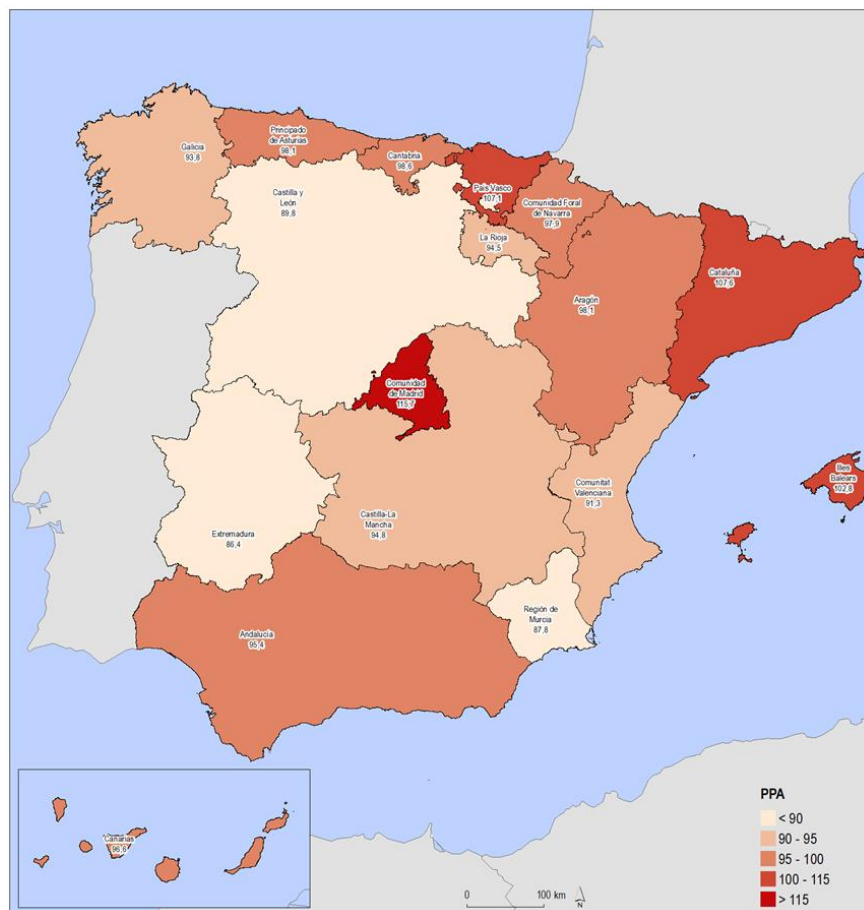 Galicia
93,8
Principado
de Asturias
98,1
Cantabria
98,6
País Vasco
107,1
Comunidad Foral
de Navarra
97,9
La Rioja
94,5
Castilla y
León
89,8
Aragón
98,1
Cataluña
107,6
Comunidad
de Madrid
115,7
Illes
Balears
102,8
Comunitat
Valenciana
91,3
Castilla-La
Mancha
94,8
Extremadura
86,4
Región de
Murcia
87,8
Andalucía
95,4
Canarias
96,6
PPA
< 90
90 - 95
95 - 100
100 - 115
> 115
0 100 km
N